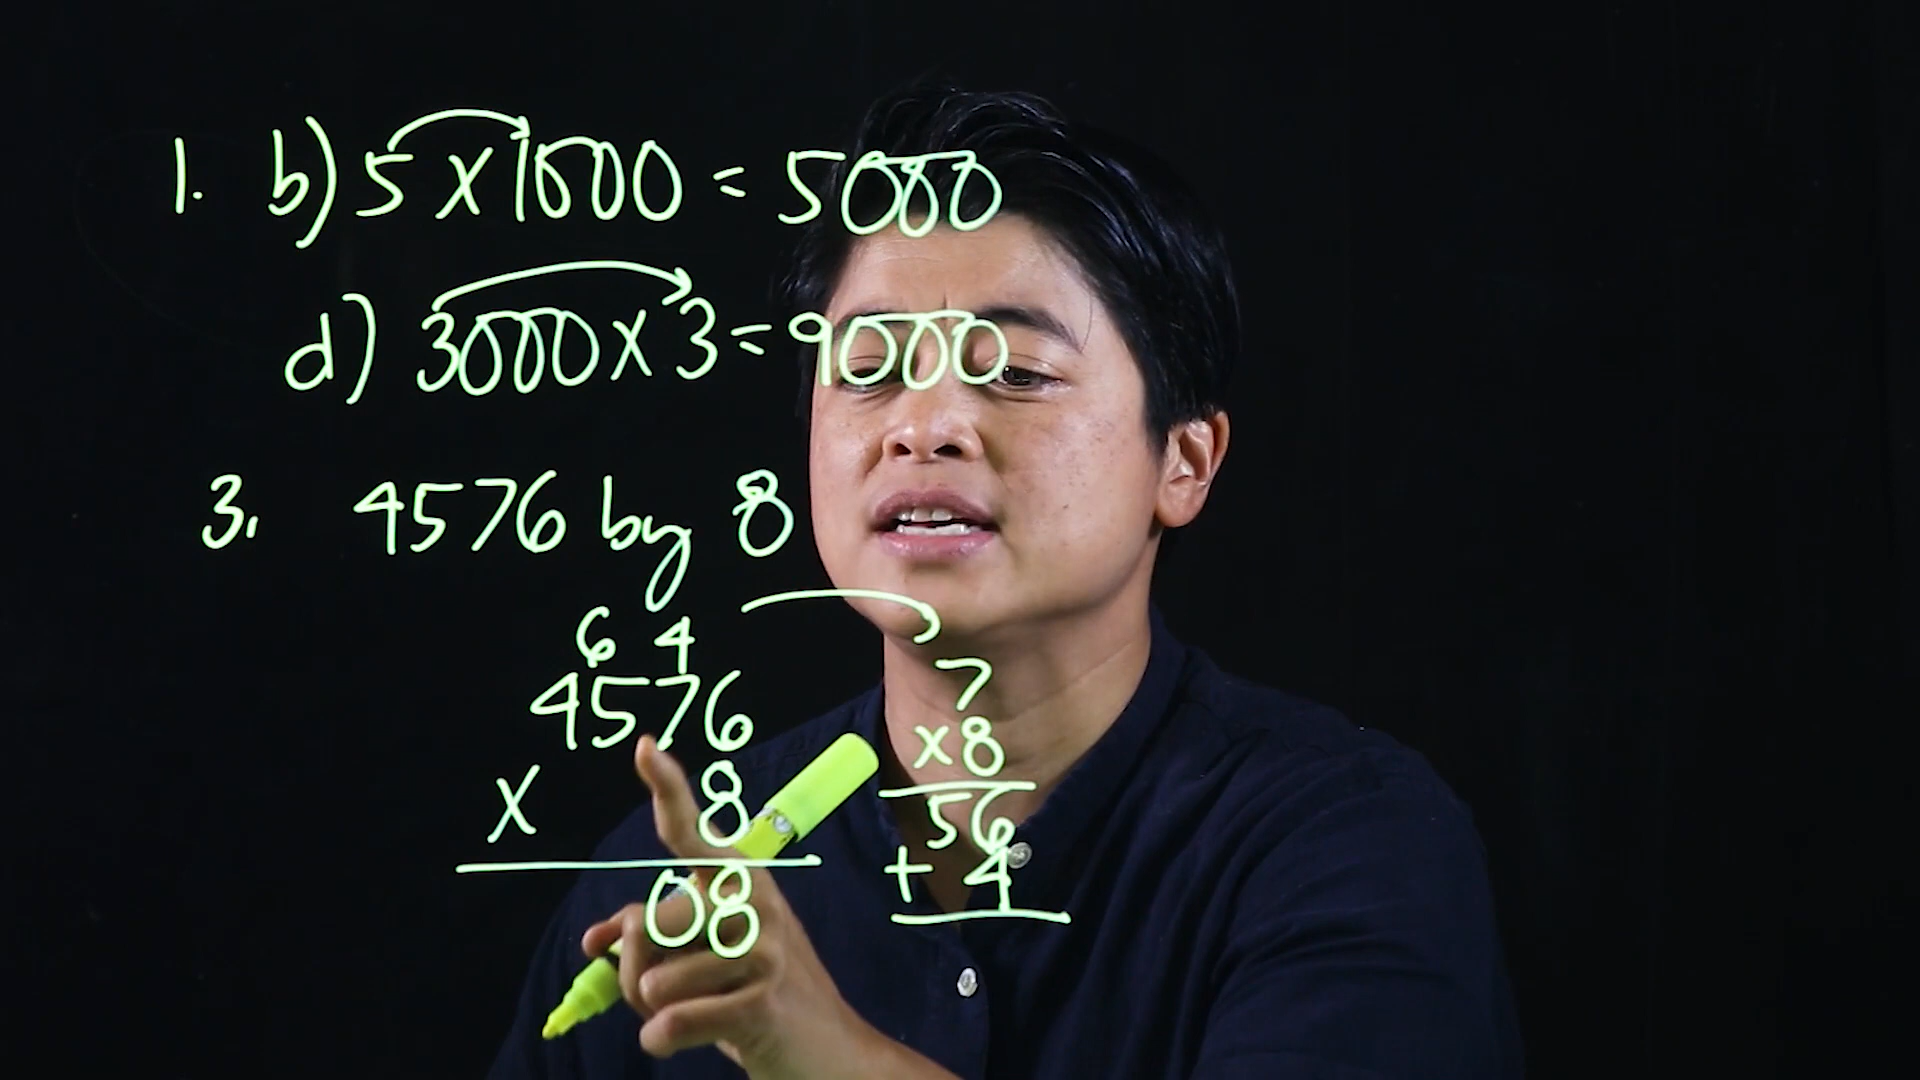 1. b) 5 x 1000 = 5000
d) 3000 x 3 = 9000
3. 4576 by 8
6 4
4576
x 8
08
7
x8
56
+ 4